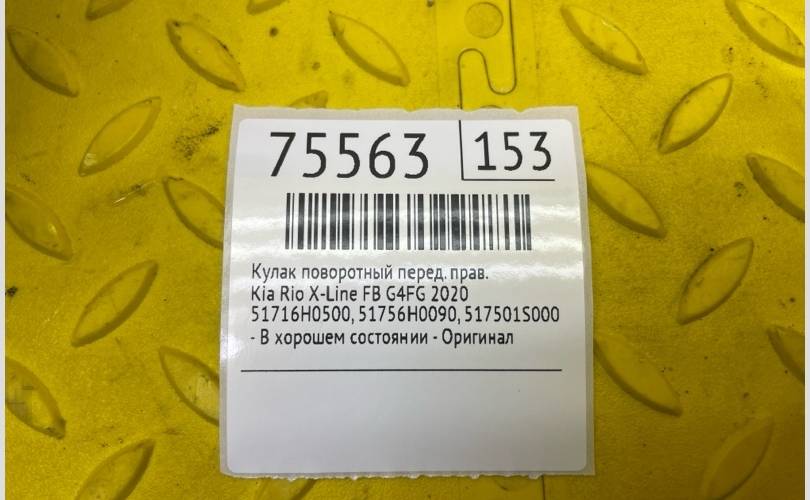 75563 153
Кулак поворотный перед. прав.
Kia Rio X-Line FB G4FG 2020
51716H0500, 51756H0090, 517501S000
- В хорошем состоянии - Оригинал